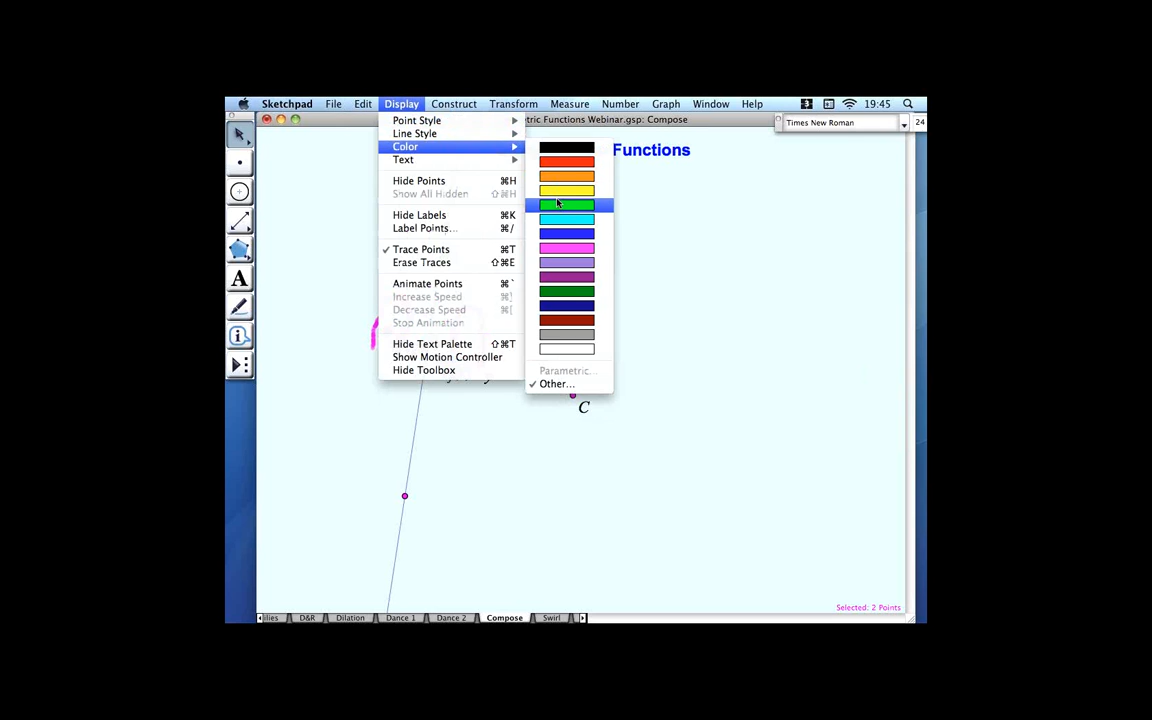 Sketchpad File Edit Display Construct Transform Measure Number Graph Window Help 19:45
ric Functions Webinar.gsp: Compose
Times New Roman 24
Functions
Point Style
Line Style
Color
Text
Hide Points ⌘H
Show All Hidden ⇧⌘H
Hide Labels ⌘K
Label Points... ⌘/
Trace Points ⌘T
Erase Traces ⇧⌘E
Animate Points ⌘`
Increase Speed ⌘]
Decrease Speed ⌘[
Stop Animation
Hide Text Palette ⇧⌘T
Show Motion Controller
Hide Toolbox
Parametric...
Other...
A
C
Selected: 2 Points
ilies D&R Dilation Dance 1 Dance 2 Compose Swirl